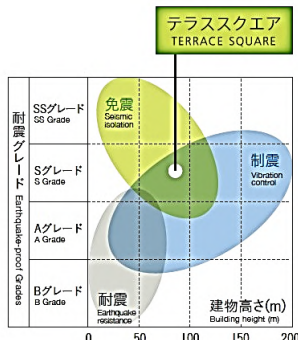 テラススクエア
TERRACE SQUARE
耐震グレード Earthquake-proof Grades
SSグレード
SS Grade
免震
Seismic
isolation
Sグレード
S Grade
制震
Vibration
control
Aグレード
A Grade
Bグレード
B Grade
耐震
Earthquake
resistance
建物高さ(m)
Building height (m)
0 50 100 150 200